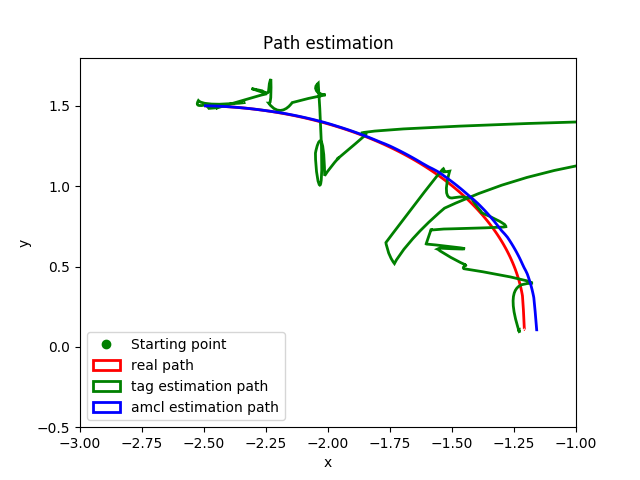 Path estimation
1.5
1.0
0.5
0.0
−0.5
y
Starting point
real path
tag estimation path
amcl estimation path
−3.00 −2.75 −2.50 −2.25 −2.00 −1.75 −1.50 −1.25 −1.00
x